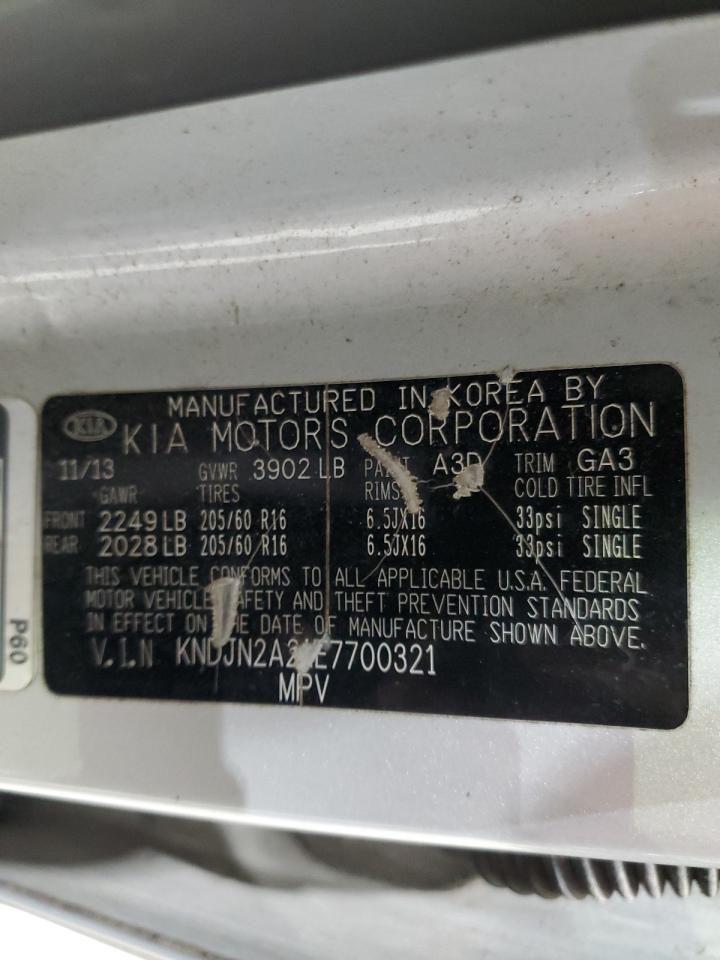 MANUFACTURED IN KOREA BY
KIA KIA MOTORS CORPORATION
11/13 GVWR 3902 LB PAINT A3D TRIM GA3
GAWR TIRES RIMS COLD TIRE INFL
FRONT 2249 LB 205/60 R16 6.5JX16 33psi SINGLE
REAR 2028 LB 205/60 R16 6.5JX16 33psi SINGLE
THIS VEHICLE CONFORMS TO ALL APPLICABLE U.S.A. FEDERAL
MOTOR VEHICLE SAFETY AND THEFT PREVENTION STANDARDS
IN EFFECT ON THE DATE OF MANUFACTURE SHOWN ABOVE.
V.I.N
MPV
P60